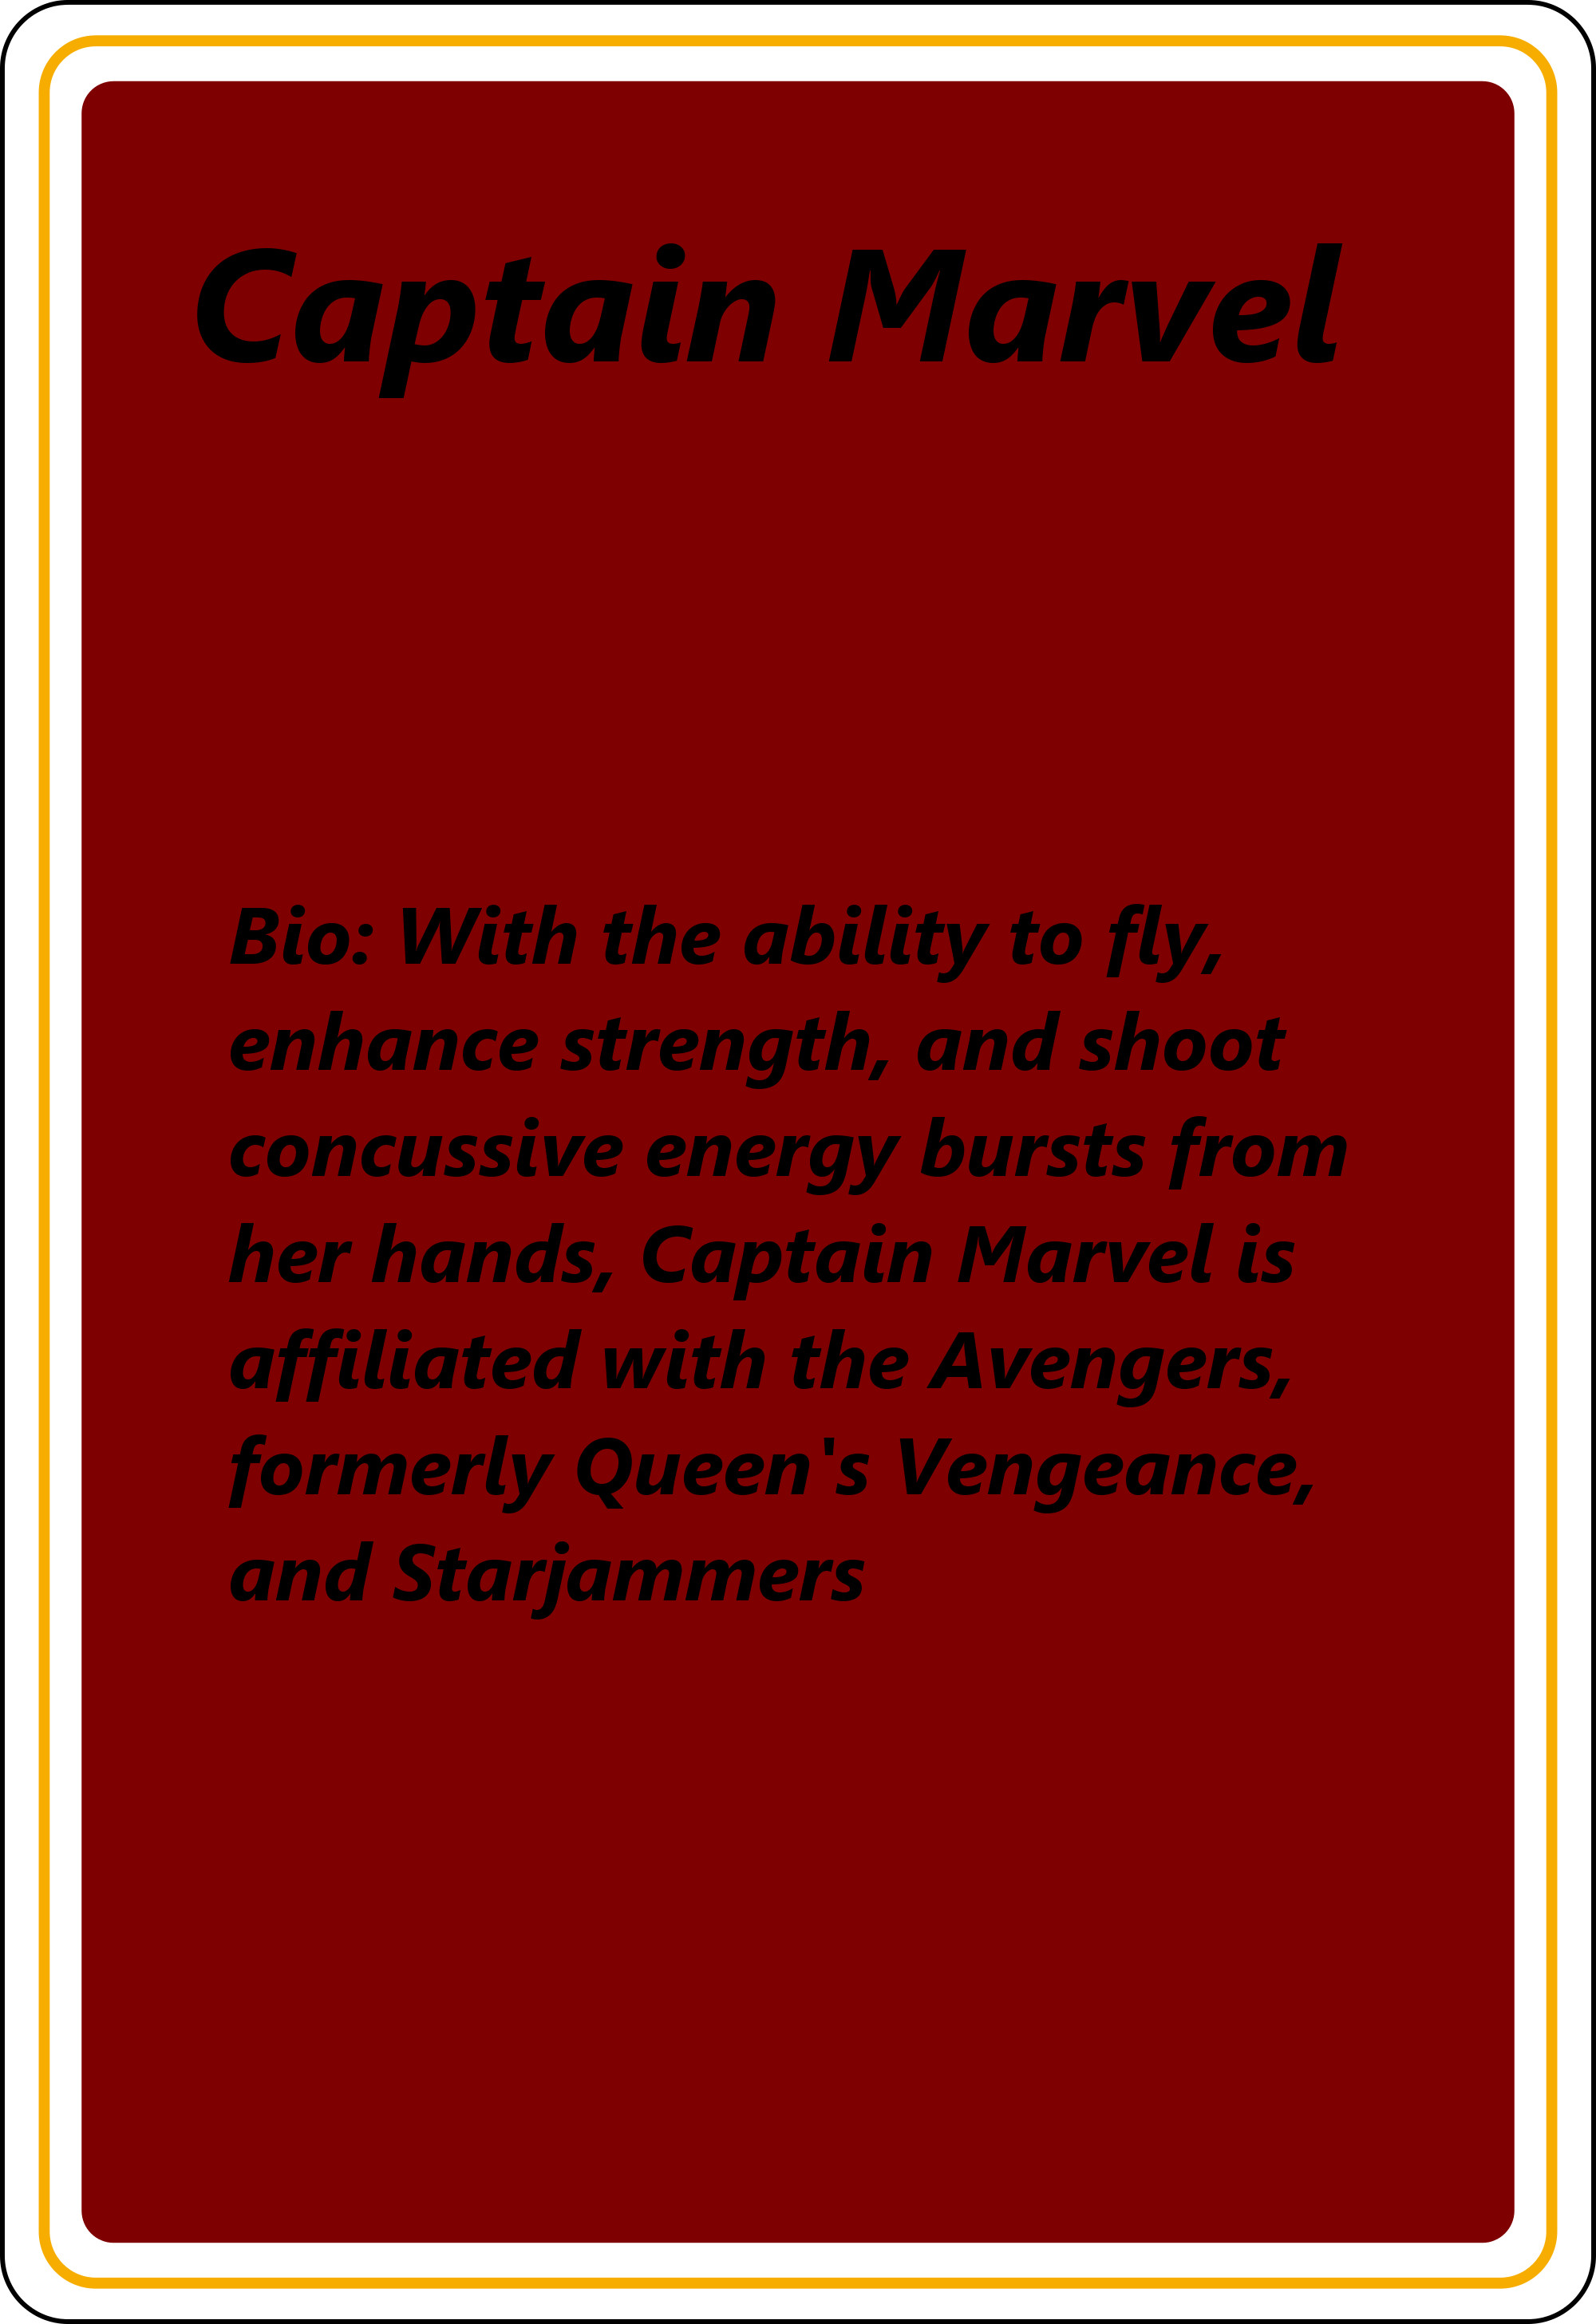 Captain Marvel
Bio: With the ability to fly,
enhance strength, and shoot
concussive energy bursts from
her hands, Captain Marvel is
affiliated with the Avengers,
formerly Queen's Vengeance,
and Starjammers